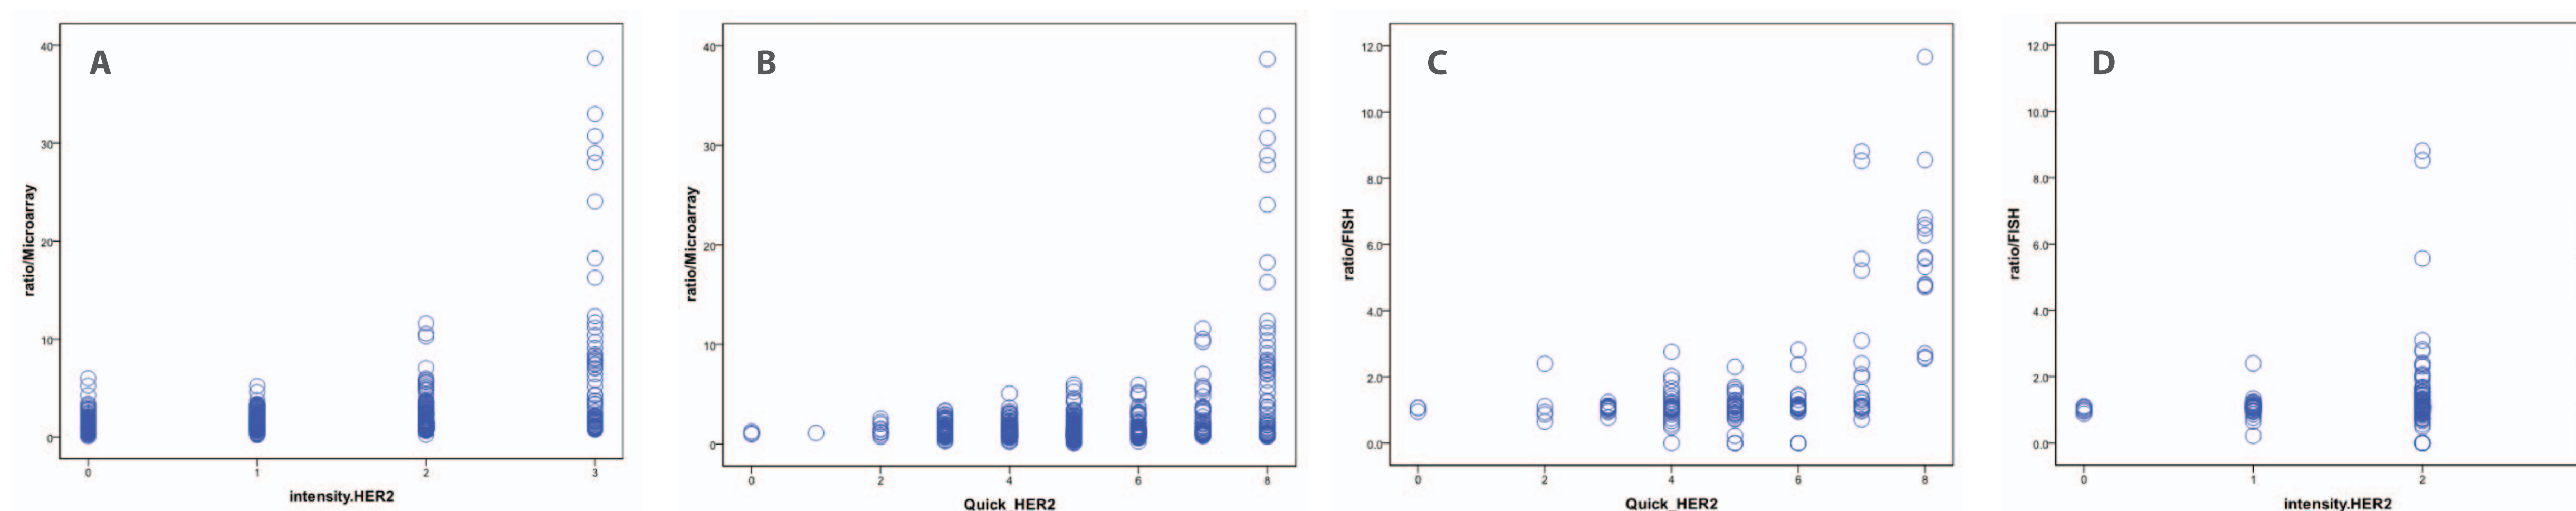 A
ratio/Microarray
40
30
20
10
0
0 1 2 3
intensity.HER2
B
ratio/Microarray
40
30
20
10
0
0 2 4 6 8
Quick_HER2
C
ratio/FISH
12.0
10.0
8.0
6.0
4.0
2.0
0.0
0 2 4 6 8
Quick_HER2
D
ratio/FISH
12.0
10.0
8.0
6.0
4.0
2.0
0.0
0 1 2
intensity.HER2